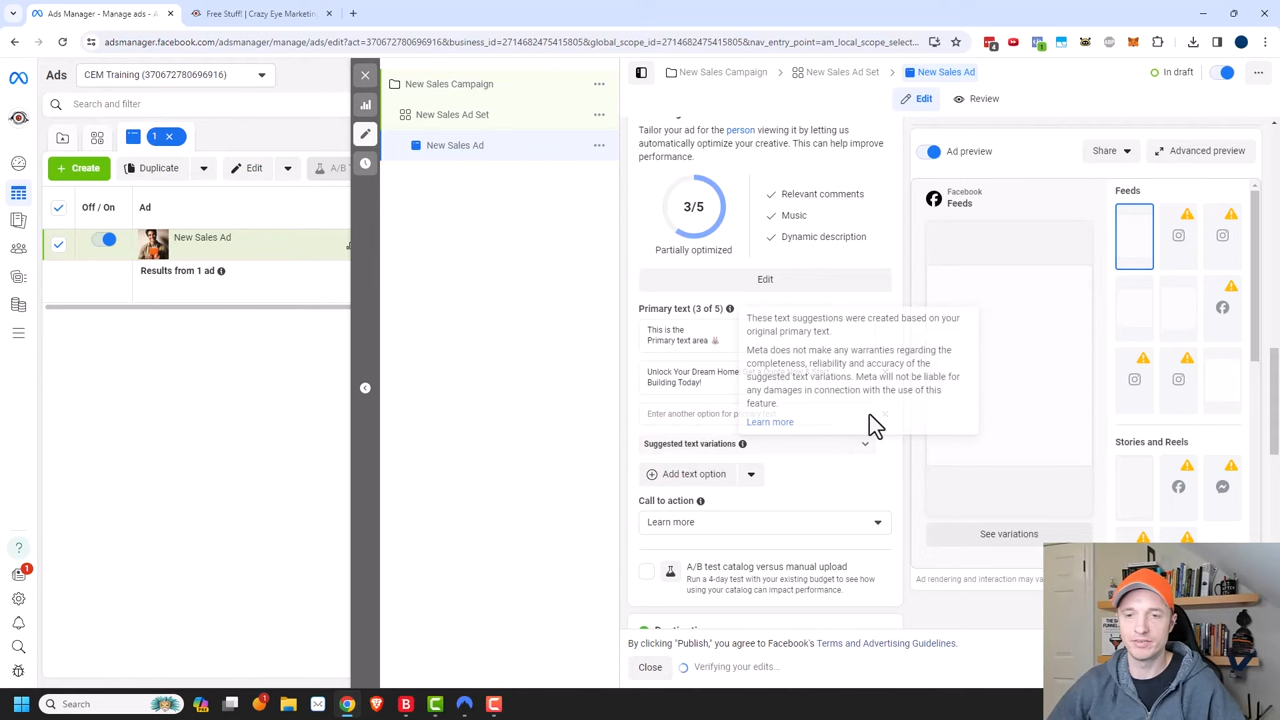 Ads Manager - Manage ads - A
Free Stuff! | Crazy Eye Marketin
adsmanager.facebook.com/adsmanager/manage/ads/edit?act=370672780696916&business_id=2714682475415805&global_scope_id=2714682475415805&nav_entry_point=am_local_scope_selec...
Ads
CEM Training (370672780696916)
Search and filter
1
Create
Duplicate
Edit
A/B T
Off / On
Ad
New Sales Ad
Results from 1 ad
New Sales Campaign
New Sales Ad Set
New Sales Ad
New Sales Campaign
New Sales Ad Set
New Sales Ad
In draft
Edit
Review
Tailor your ad for the person viewing it by letting us
automatically optimize your creative. This can help improve
performance.
3/5
Partially optimized
Relevant comments
Music
Dynamic description
Edit
Primary text (3 of 5)
This is the
Primary text area
Unlock Your Dream Home:
Building Today!
Enter another option for primary text
These text suggestions were created based on your
original primary text.
Meta does not make any warranties regarding the
completeness, reliability and accuracy of the
suggested text variations. Meta will not be liable for
any damages in connection with the use of this
feature.
Learn more
Suggested text variations
Add text option
Call to action
Learn more
A/B test catalog versus manual upload
Run a 4-day test with your existing budget to see how
using your catalog can impact performance.
By clicking "Publish," you agree to Facebook's Terms and Advertising Guidelines.
Close
Verifying your edits...
Ad preview
Share
Advanced preview
Facebook
Feeds
See variations
Ad rendering and interaction may va
Feeds
Stories and Reels
1
Search